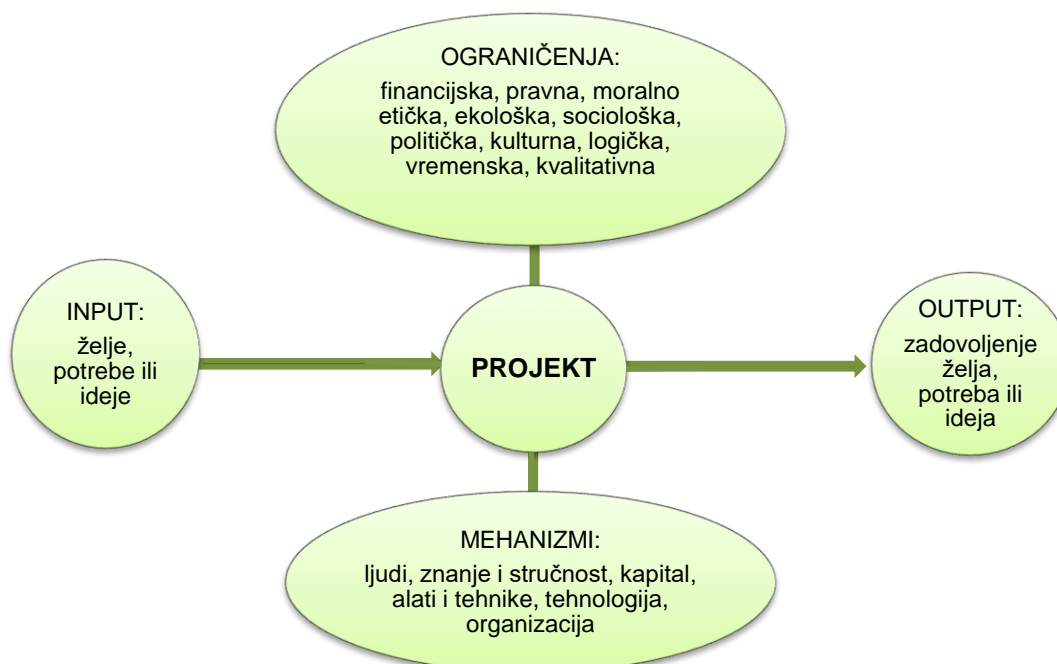 OGRANIČENJA:
financijska, pravna, moralno
etička, ekološka, sociološka,
politička, kulturna, logička,
vremenska, kvalitativna
INPUT:
želje,
potrebe ili
ideje
PROJEKT
OUTPUT:
zadovoljenje
želja,
potreba ili
ideja
MEHANIZMI:
ljudi, znanje i stručnost, kapital,
alati i tehnike, tehnologija,
organizacija